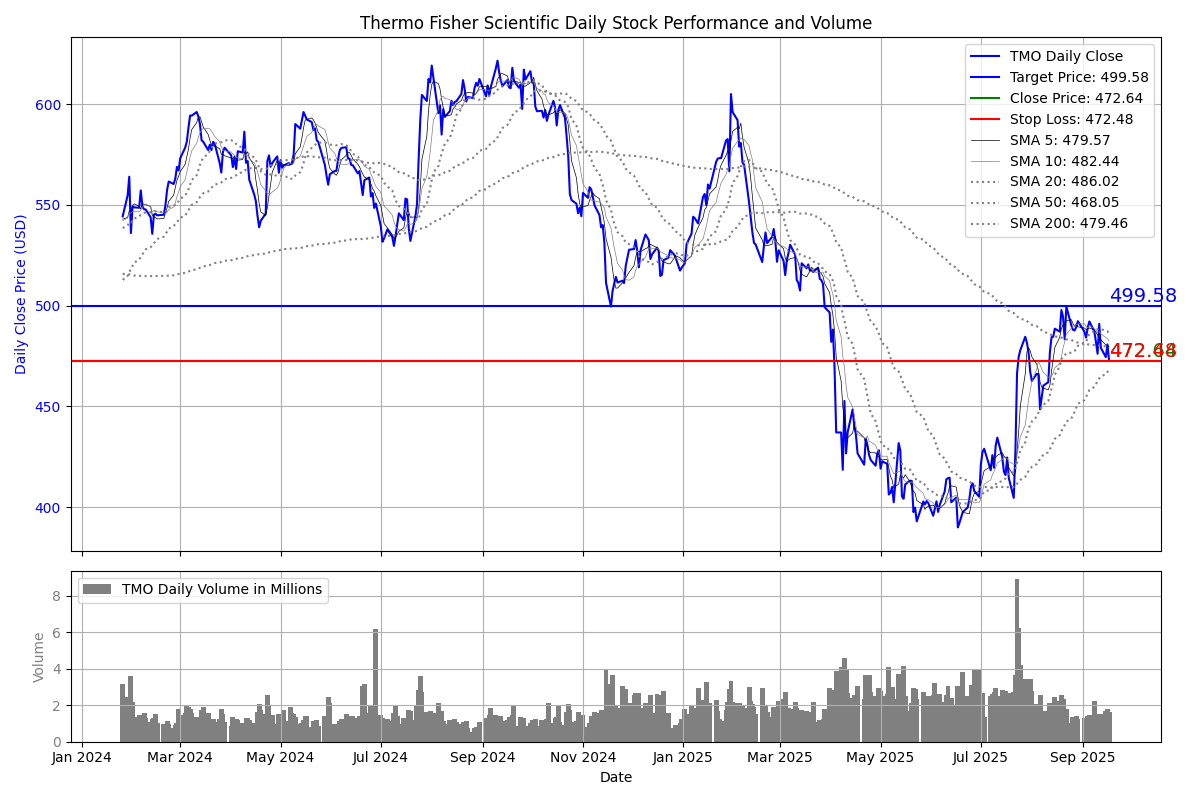 Thermo Fisher Scientific Daily Stock Performance and Volume
TMO Daily Close
Target Price: 499.58
Close Price: 472.64
Stop Loss: 472.48
SMA 5: 479.57
SMA 10: 482.44
SMA 20: 486.02
SMA 50: 468.05
SMA 200: 479.46
Daily Close Price (USD)
600
550
500
450
400
499.58
472.48
TMO Daily Volume in Millions
Volume
8
6
4
2
0
Jan 2024
Mar 2024
May 2024
Jul 2024
Sep 2024
Nov 2024
Jan 2025
Mar 2025
May 2025
Jul 2025
Sep 2025
Date